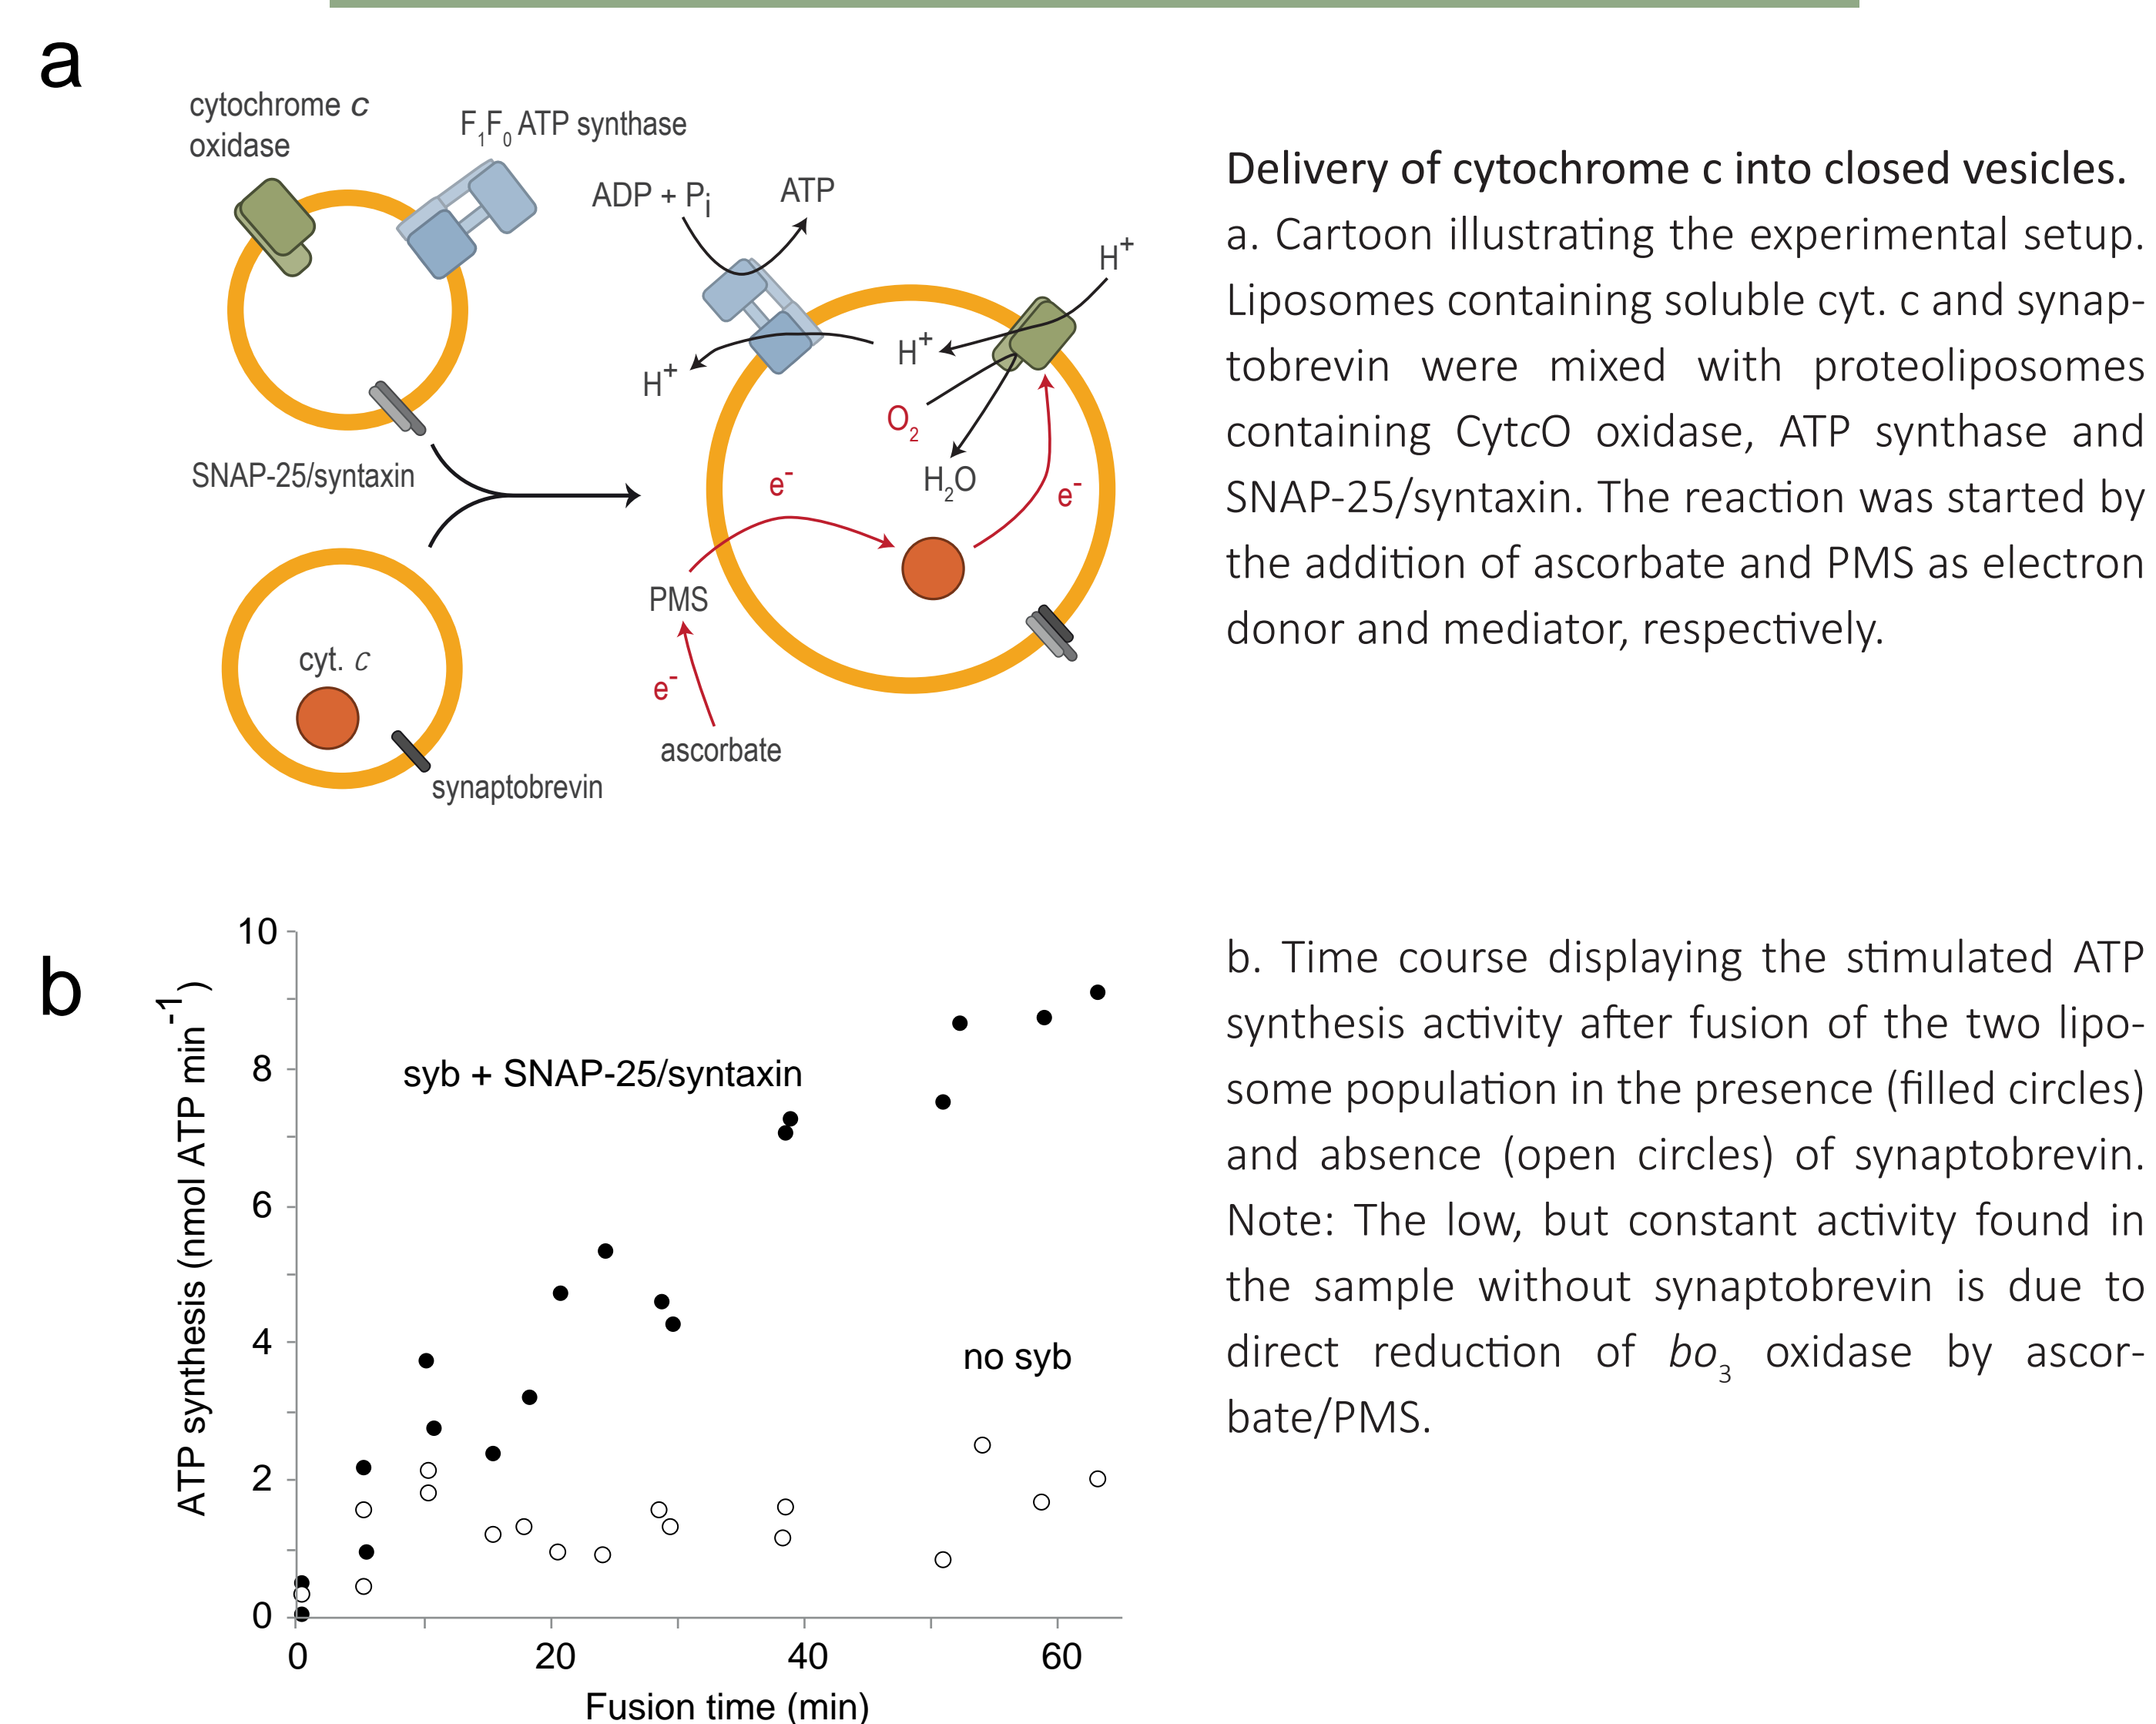 a
cytochrome c
oxidase
F1F0 ATP synthase
ADP + Pi
ATP
H+
H+
H+
O2
H2O
e-
e-
SNAP-25/syntaxin
PMS
cyt. c
e-
ascorbate
synaptobrevin
Delivery of cytochrome c into closed vesicles.
a. Cartoon illustrating the experimental setup.
Liposomes containing soluble cyt. c and synap-
tobrevin were mixed with proteoliposomes
containing CytcO oxidase, ATP synthase and
SNAP-25/syntaxin. The reaction was started by
the addition of ascorbate and PMS as electron
donor and mediator, respectively.
b
ATP synthesis (nmol ATP min-1)
10
8
6
4
2
0
syb + SNAP-25/syntaxin
no syb
0
20
40
60
Fusion time (min)
b. Time course displaying the stimulated ATP
synthesis activity after fusion of the two lipo-
some population in the presence (filled circles)
and absence (open circles) of synaptobrevin.
Note: The low, but constant activity found in
the sample without synaptobrevin is due to
direct reduction of bo3 oxidase by ascor-
bate/PMS.